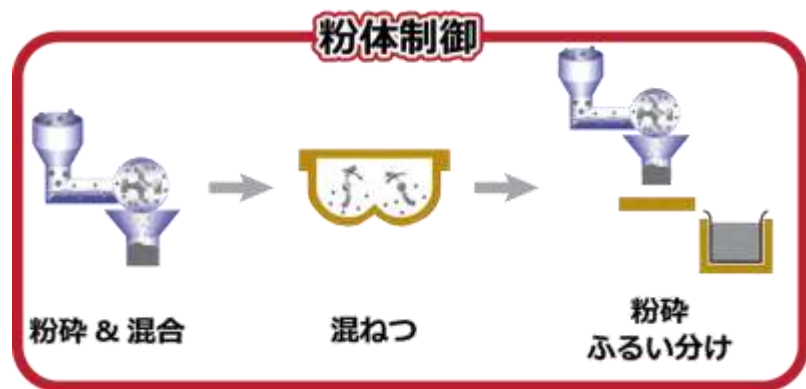 粉体制御
粉砕 & 混合
混ねつ
粉砕
ふるい分け